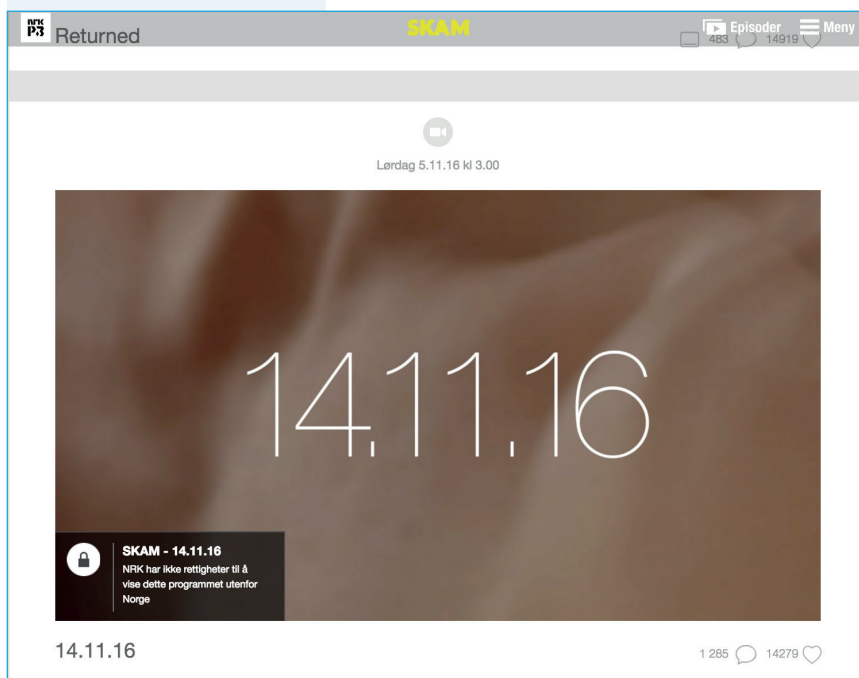 NRK
P3
Returned
SKAM
Episoder
Meny
483
14919
Lørdag 5.11.16 kl 3.00
14.11.16
SKAM - 14.11.16
NRK har ikke rettigheter til å
vise dette programmet utenfor
Norge
14.11.16
1 285
14279